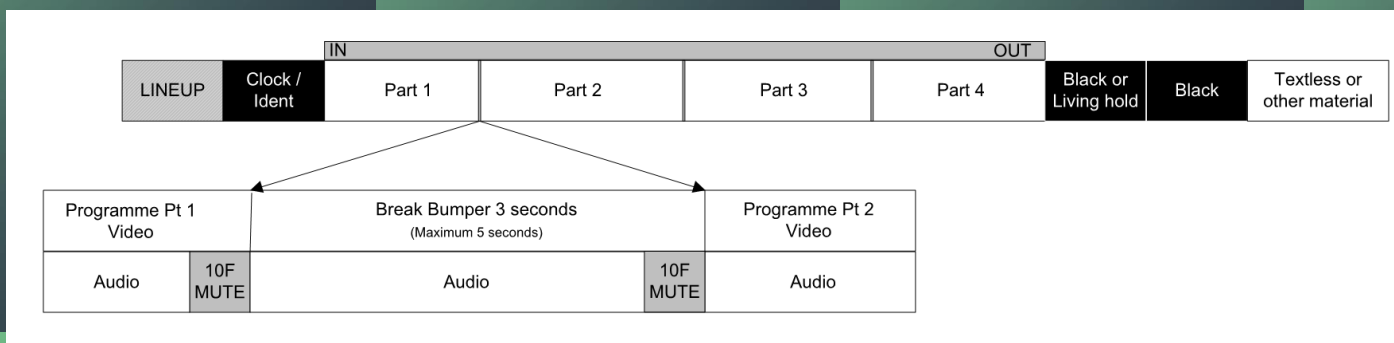 IN
OUT
LINEUP
Clock /
Ident
Part 1
Part 2
Part 3
Part 4
Black or
Living hold
Black
Textless or
other material
Programme Pt 1
Video
Break Bumper 3 seconds
(Maximum 5 seconds)
Programme Pt 2
Video
Audio
10F
MUTE
Audio
10F
MUTE
Audio